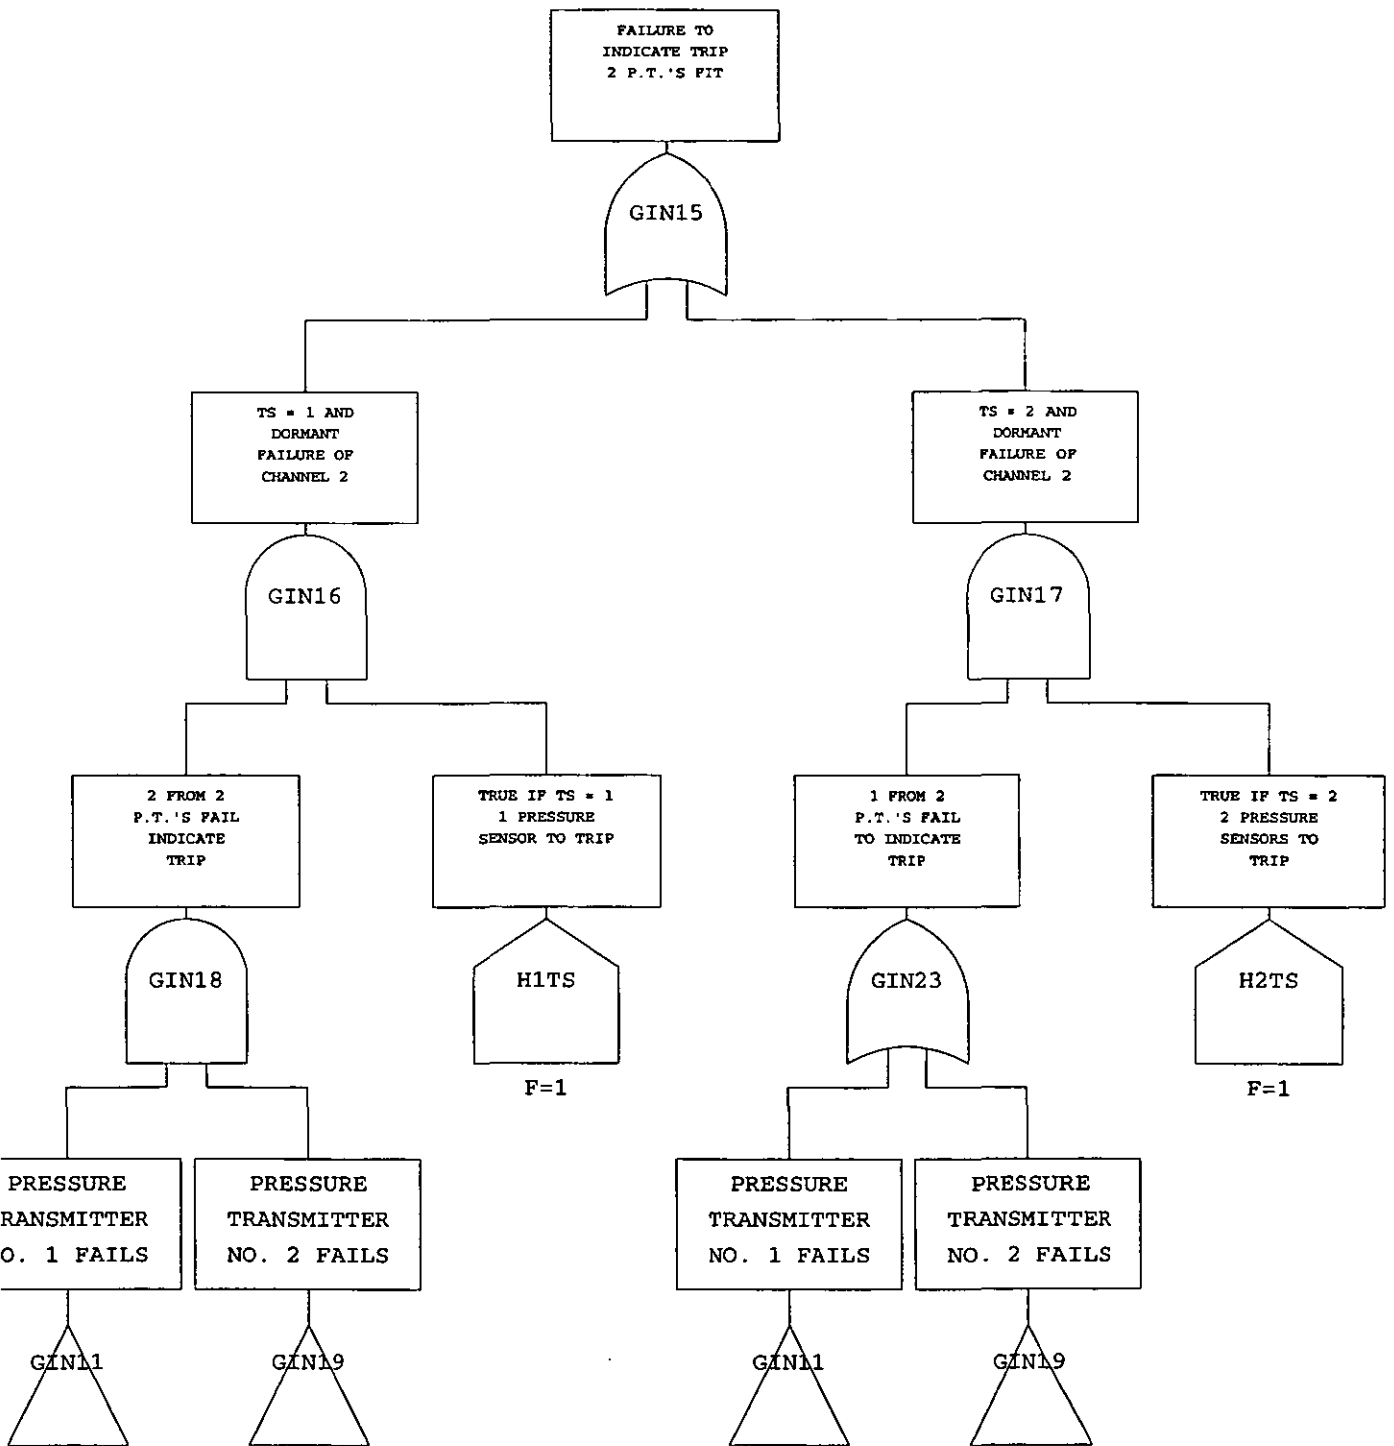 FAILURE TO
INDICATE TRIP
2 P.T.'S FIT
GIN15
TS = 1 AND
DORMANT
FAILURE OF
CHANNEL 2
TS = 2 AND
DORMANT
FAILURE OF
CHANNEL 2
GIN16
GIN17
2 FROM 2
P.T.'S FAIL
INDICATE
TRIP
TRUE IF TS = 1
1 PRESSURE
SENSOR TO TRIP
1 FROM 2
P.T.'S FAIL
TO INDICATE
TRIP
TRUE IF TS = 2
2 PRESSURE
SENSORS TO
TRIP
GIN18
H1TS
GIN23
H2TS
F=1
F=1
PRESSURE
RANSMITTER
O. 1 FAILS
PRESSURE
TRANSMITTER
NO. 2 FAILS
PRESSURE
TRANSMITTER
NO. 1 FAILS
PRESSURE
TRANSMITTER
NO. 2 FAILS
GIN11
GIN19
GIN11
GIN19